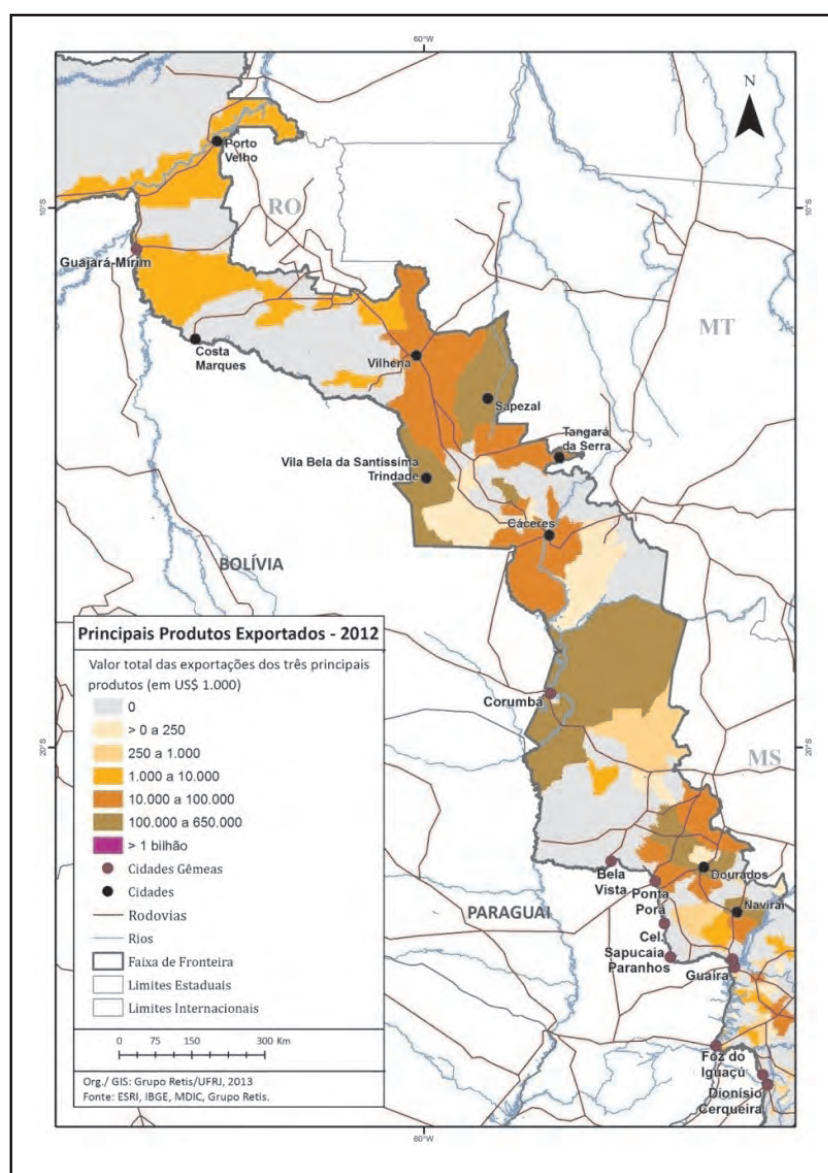 60°W
N
Porto
Velho
RO
10°S
10°S
Guajará-Mirim
MT
Costa
Marques
Vilhena
Sapezal
Tangará
da Serra
Vila Bela da Santíssima
Trindade
Cáceres
BOLÍVIA
Principais Produtos Exportados - 2012
Valor total das exportações dos três principais
produtos (em US$ 1.000)
0
> 0 a 250
250 a 1.000
1.000 a 10.000
10.000 a 100.000
100.000 a 650.000
> 1 bilhão
Cidades Gêmeas
Cidades
Rodovias
Rios
Faixa de Fronteira
Limites Estaduais
Limites Internacionais
0 50 100 200 300 Km
Org./ GIS: Grupo Retis/UFRJ, 2013
Fonte: ESRI, IBGE, MDIC, Grupo Retis.
Corumbá
20°S
20°S
MS
Bela
Vista
Dourados
Ponta
Porã
PARAGUAI
Naviraí
Cel.
Sapucaia
Paranhos
Guaíra
Foz do
Iguaçú
Dionísio
Cerqueira
60°W